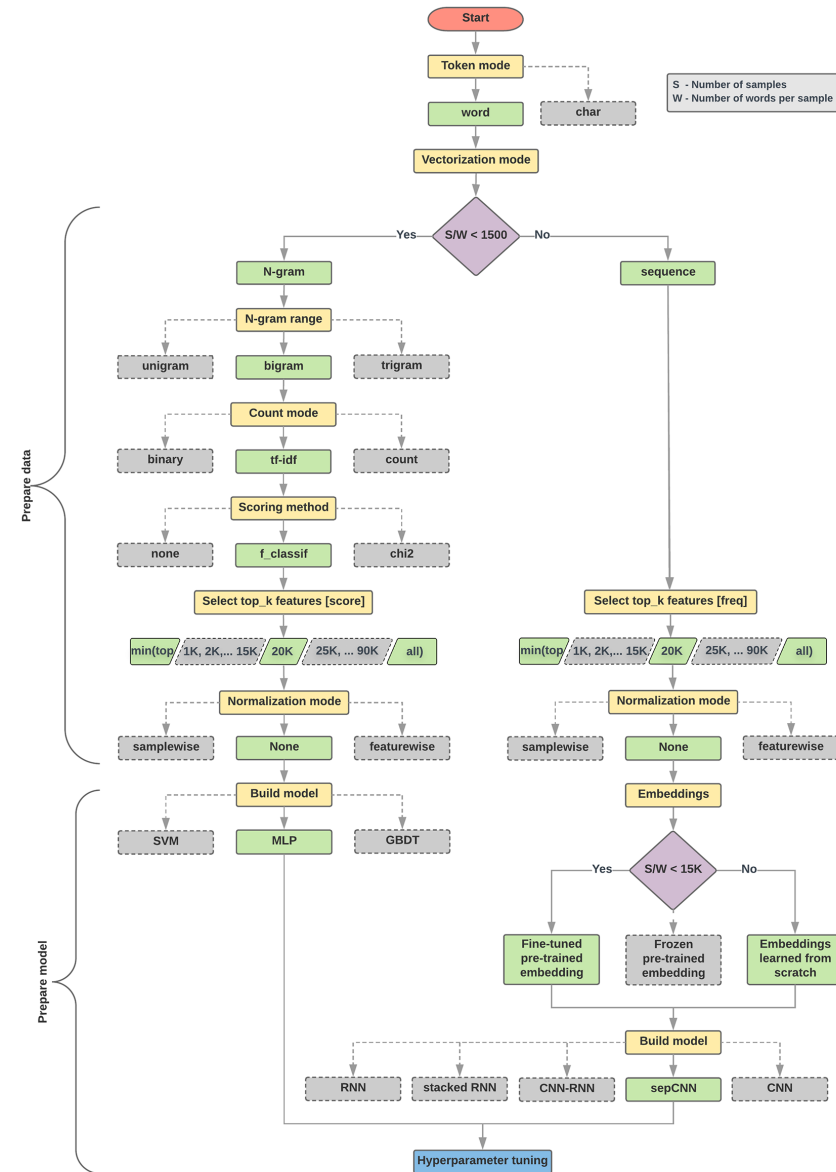 Start
Token mode
S - Number of samples
W - Number of words per sample
word
char
Vectorization mode
Yes
S/W < 1500
No
N-gram
sequence
N-gram range
unigram
bigram
trigram
Count mode
binary
tf-idf
count
Scoring method
none
f_classif
chi2
Prepare data
Select top_k features [score]
Select top_k features [freq]
min(top 1K, 2K,... 15K 20K 25K, ... 90K all)
min(top 1K, 2K,... 15K 20K 25K, ... 90K all)
Normalization mode
Normalization mode
samplewise
None
featurewise
samplewise
None
featurewise
Build model
Embeddings
SVM
MLP
GBDT
Yes
S/W < 15K
No
Prepare model
Fine-tuned
pre-trained
embedding
Frozen
pre-trained
embedding
Embeddings
learned from
scratch
Build model
RNN
stacked RNN
CNN-RNN
sepCNN
CNN
Hyperparameter tuning